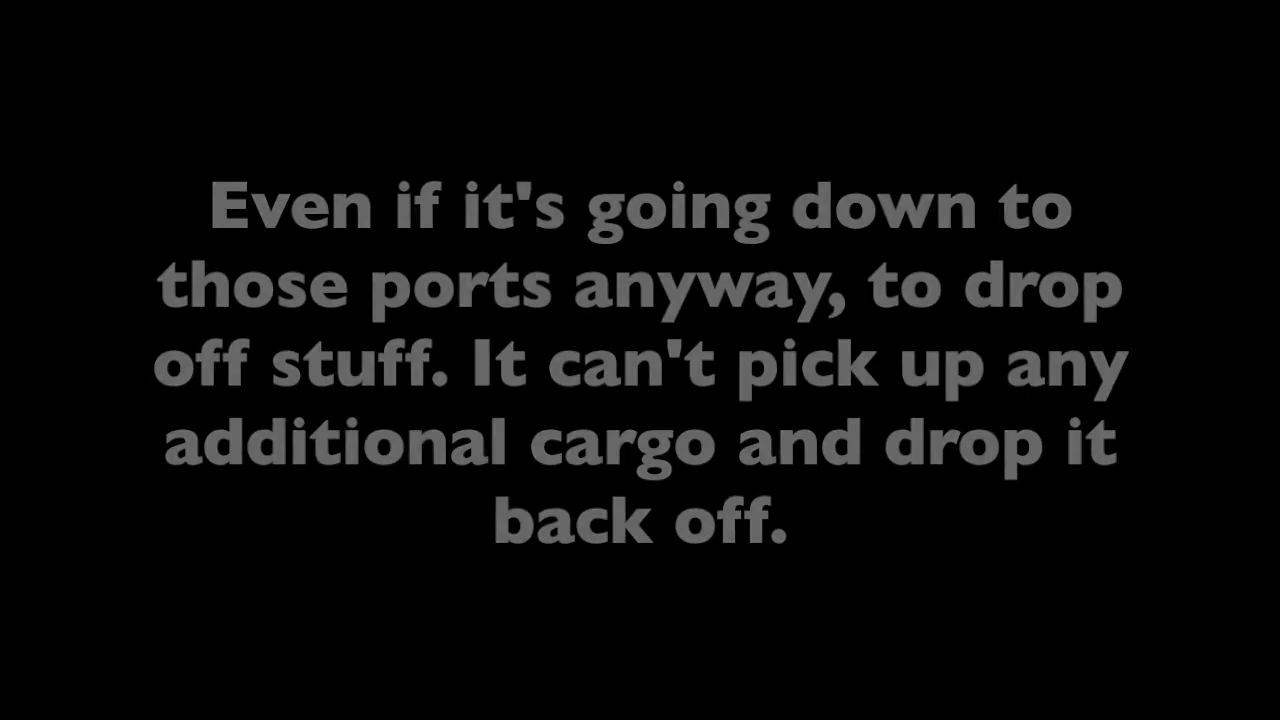 Even if it's going down to
those ports anyway, to drop
off stuff. It can't pick up any
additional cargo and drop it
back off.